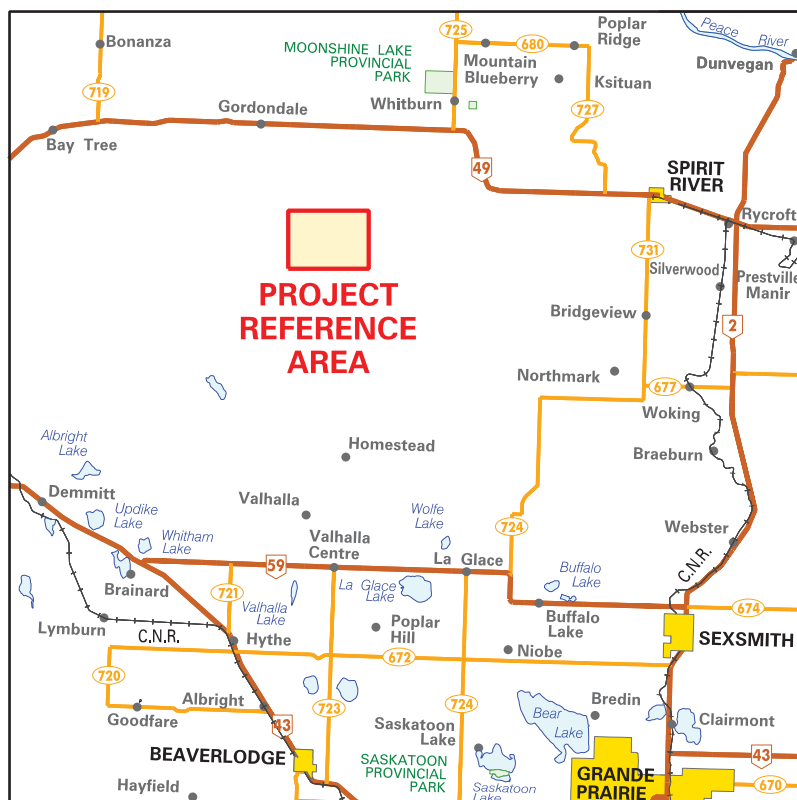 Bonanza
725
680
Poplar
Ridge
Peace River
MOONSHINE LAKE
PROVINCIAL
PARK
Mountain
Blueberry
Ksituan
Dunvegan
719
Whitburn
727
Gordondale
Bay Tree
49
SPIRIT
RIVER
Rycroft
731
Silverwood
Prestville
Manir
PROJECT
REFERENCE
AREA
Bridgeview
2
Northmark
677
Woking
Albright
Lake
Homestead
Braeburn
Demmitt
Updike
Lake
Valhalla
Wolfe
Lake
724
Webster
Whitham
Lake
Valhalla
Centre
La Glace
C.N.R.
59
Brainard
721
La Glace
Lake
Buffalo
Lake
Valhalla
Lake
Buffalo
Lake
674
Lymburn
C.N.R.
Hythe
Poplar
Hill
SEXSMITH
672
Niobe
720
Albright
723
724
Bredin
Goodfare
43
Saskatoon
Lake
Bear
Lake
Clairmont
BEAVERLODGE
SASKATOON
PROVINCIAL
PARK
43
Hayfield
Saskatoon
Lake
GRANDE
PRAIRIE
670